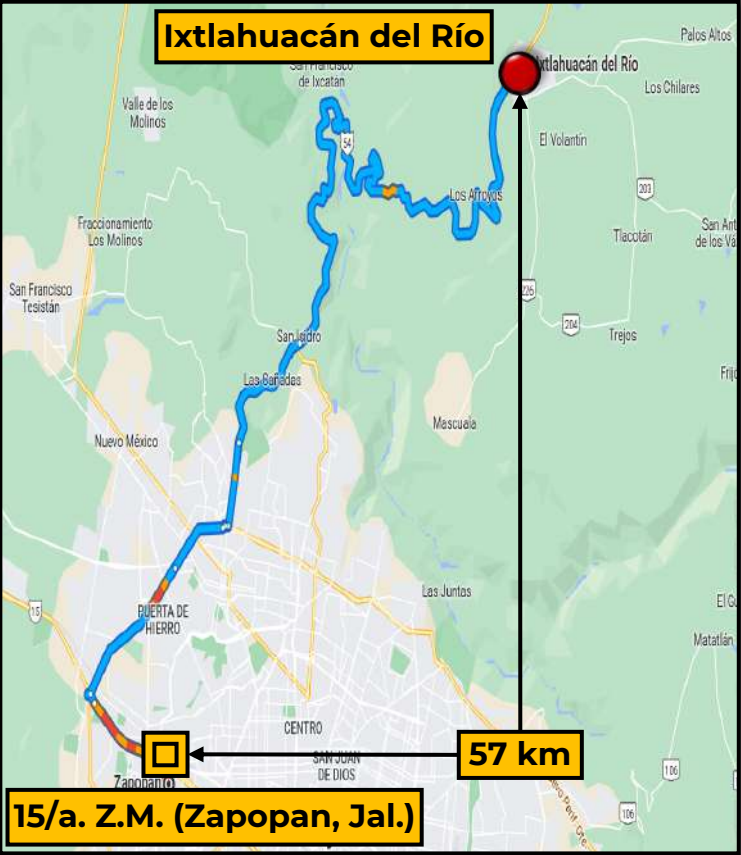 Ixtlahuacán del Río
Palos Altos
San Francisco
de Ixcatán
Ixtlahuacán del Río
Los Chilares
Valle de los
Molinos
54
El Volantín
203
Los Arroyos
Fraccionamiento
Los Molinos
Tlacotán
San Ant
de los Vá
San Francisco
Tesistán
226
204
Trejos
San Isidro
Las Cañadas
Frijo
Mascuala
Nuevo México
Las Juntas
15
PUERTA DE
HIERRO
El G
Matatlán
CENTRO
57 km
SAN JUAN
DE DIOS
106
Zapopan
106
15/a. Z.M. (Zapopan, Jal.)